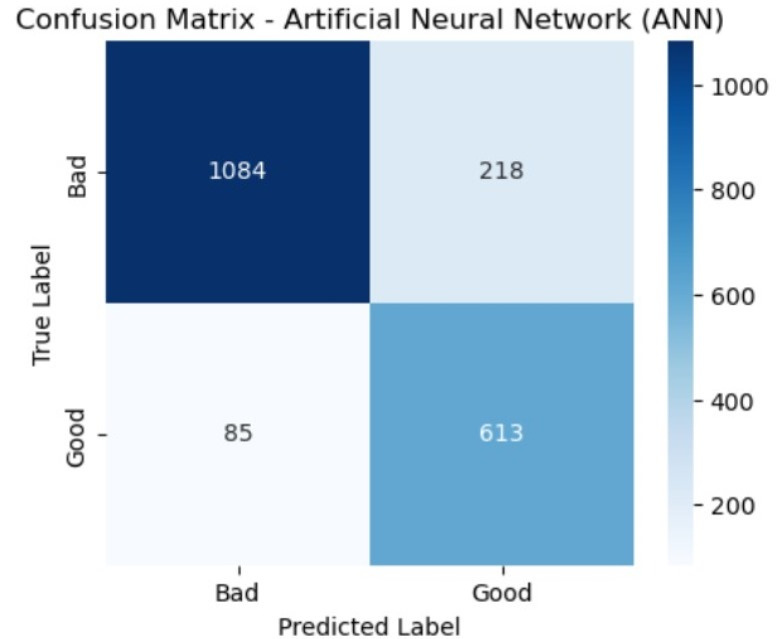 Confusion Matrix - Artificial Neural Network (ANN)
1000
800
600
400
200
Bad
Good
True Label
1084
218
85
613
Bad
Good
Predicted Label